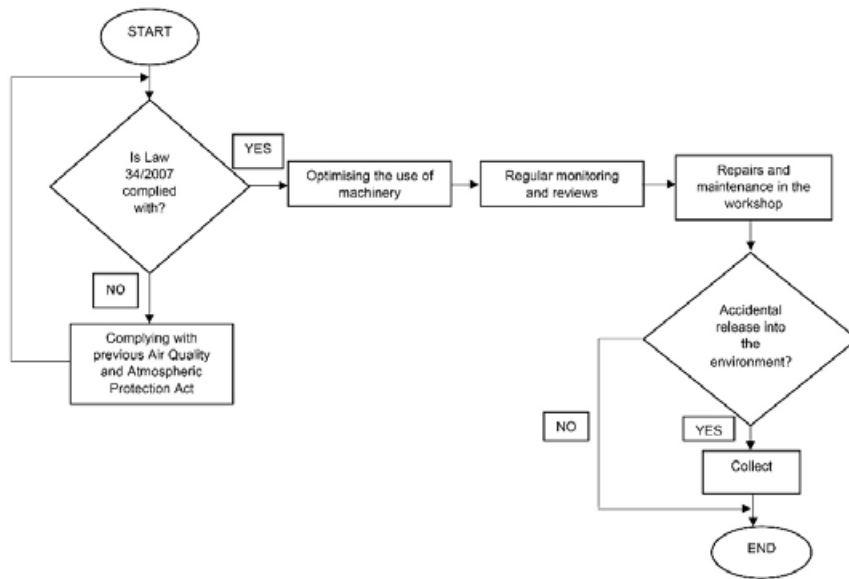 START
Is Law
34/2007
complied
with?
YES
Optimising the use of
machinery
Regular monitoring
and reviews
Repairs and
maintenance in the
workshop
NO
Complying with
previous Air Quality
and Atmospheric
Protection Act
Accidental
release into
the
environment?
NO
YES
Collect
END